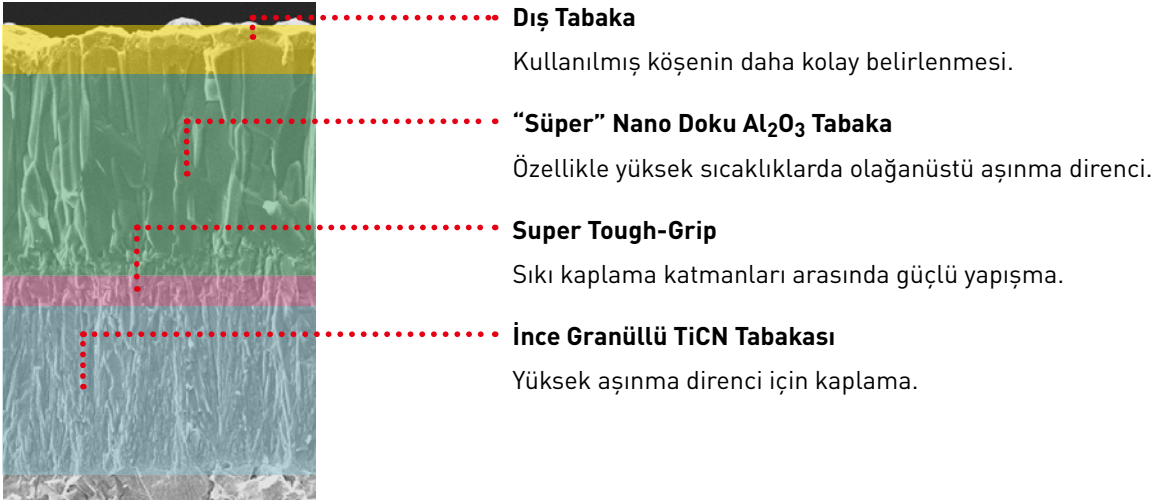 Dış Tabaka
Kullanılmış köşenin daha kolay belirlenmesi.
“Süper” Nano Doku Al₂O₃ Tabaka
Özellikle yüksek sıcaklıklarda olağanüstü aşınma direnci.
Super Tough-Grip
Sıkı kaplama katmanları arasında güçlü yapışma.
İnce Granüllü TiCN Tabakası
Yüksek aşınma direnci için kaplama.